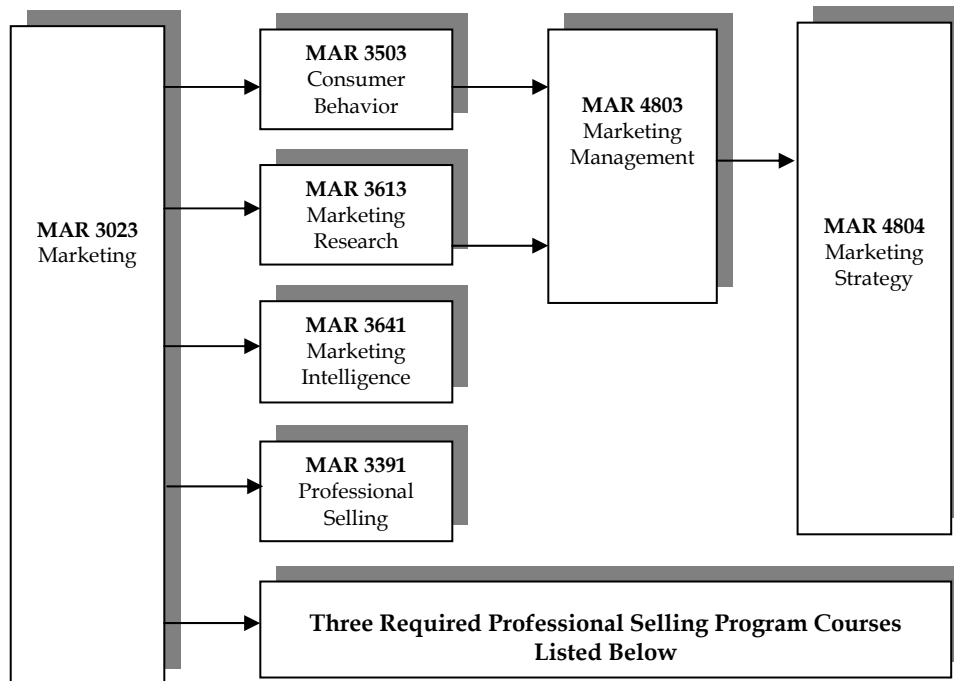 MAR 3023
Marketing
MAR 3503
Consumer
Behavior
MAR 3613
Marketing
Research
MAR 3641
Marketing
Intelligence
MAR 3391
Professional
Selling
MAR 4803
Marketing
Management
MAR 4804
Marketing
Strategy
Three Required Professional Selling Program Courses
Listed Below